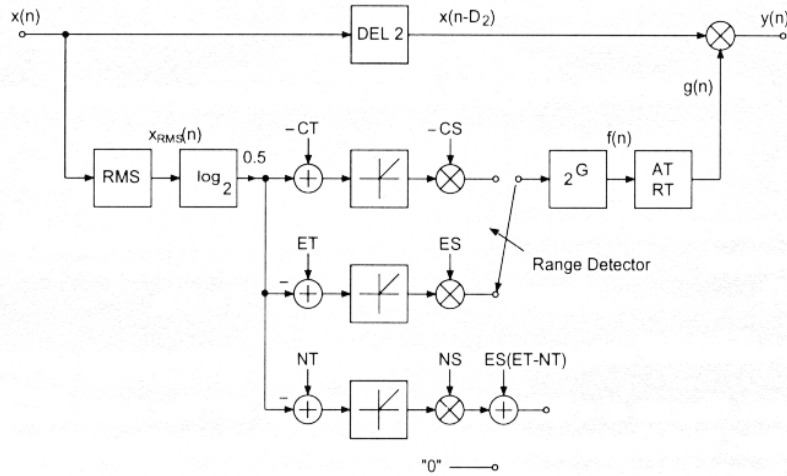 x(n)
DEL 2
x(n-D2)
y(n)
g(n)
xRMS(n)
RMS
log2
0.5
-CT
+
-CS
2G
f(n)
AT
RT
ET
-
+
ES
Range Detector
NT
-
+
NS
ES(ET-NT)
+
"0"